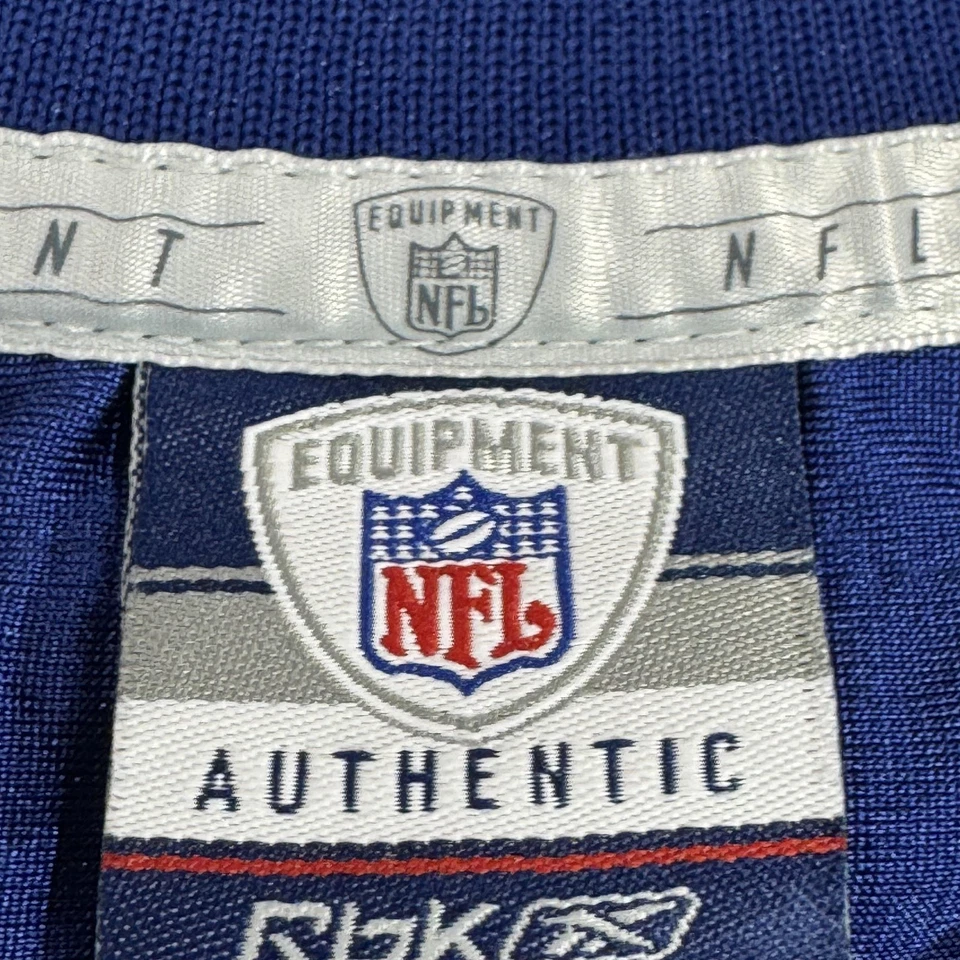 NT EQUIPMENT NFL
NFL
EQUIPMENT
NFL
AUTHENTIC
Rbk